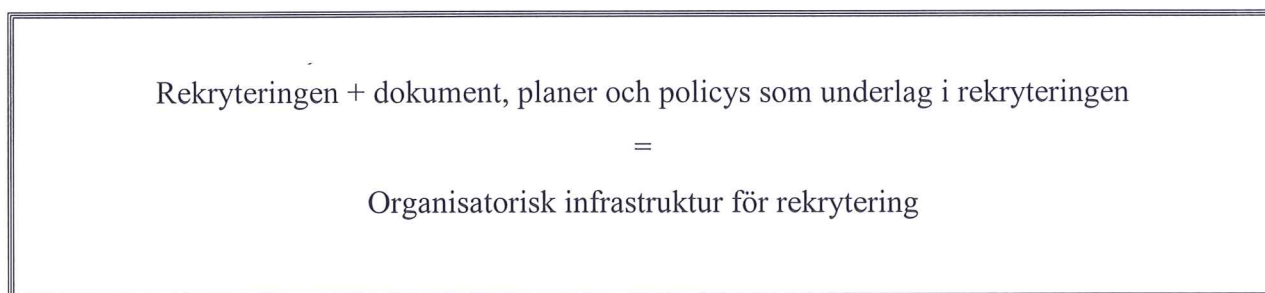 Rekryteringen + dokument, planer och policys som underlag i rekryteringen
=
Organisatorisk infrastruktur för rekrytering